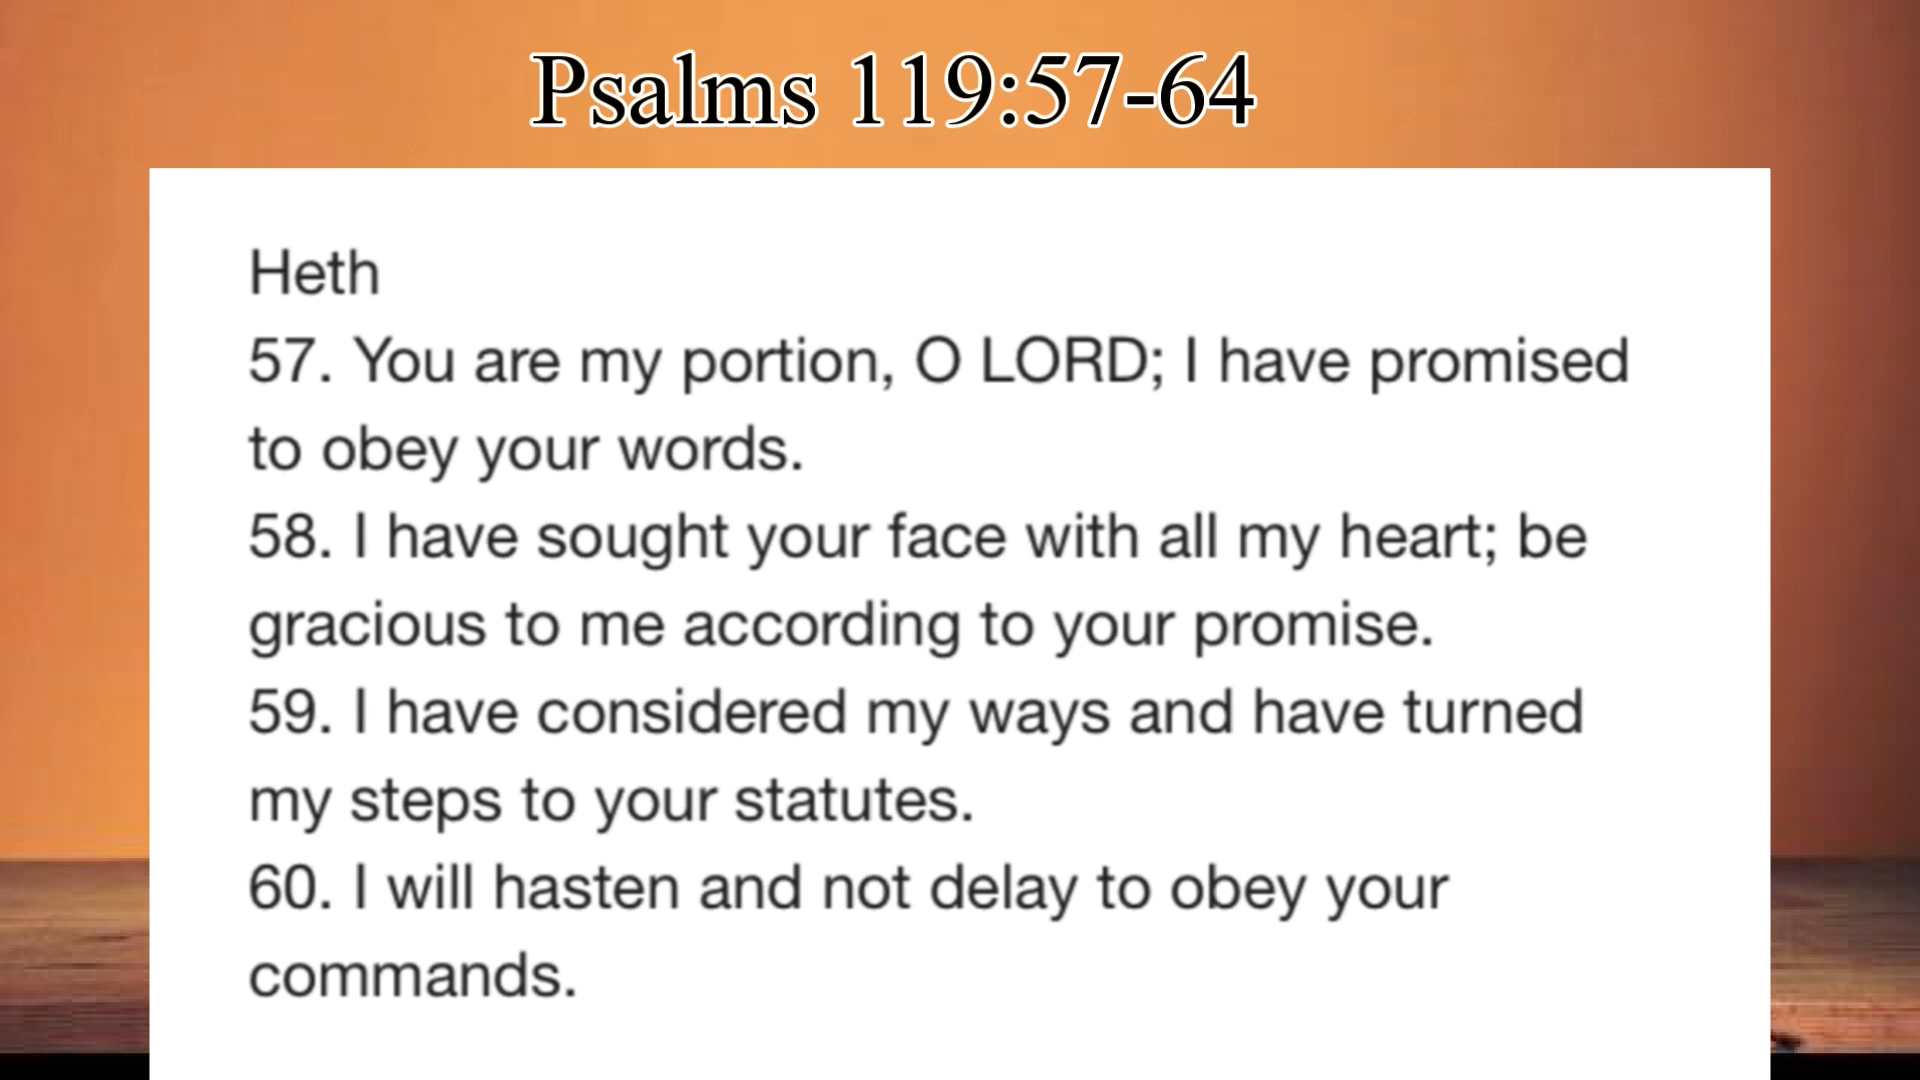 Psalms 119:57-64
Heth
57. You are my portion, O LORD; I have promised
to obey your words.
58. I have sought your face with all my heart; be
gracious to me according to your promise.
59. I have considered my ways and have turned
my steps to your statutes.
60. I will hasten and not delay to obey your
commands.